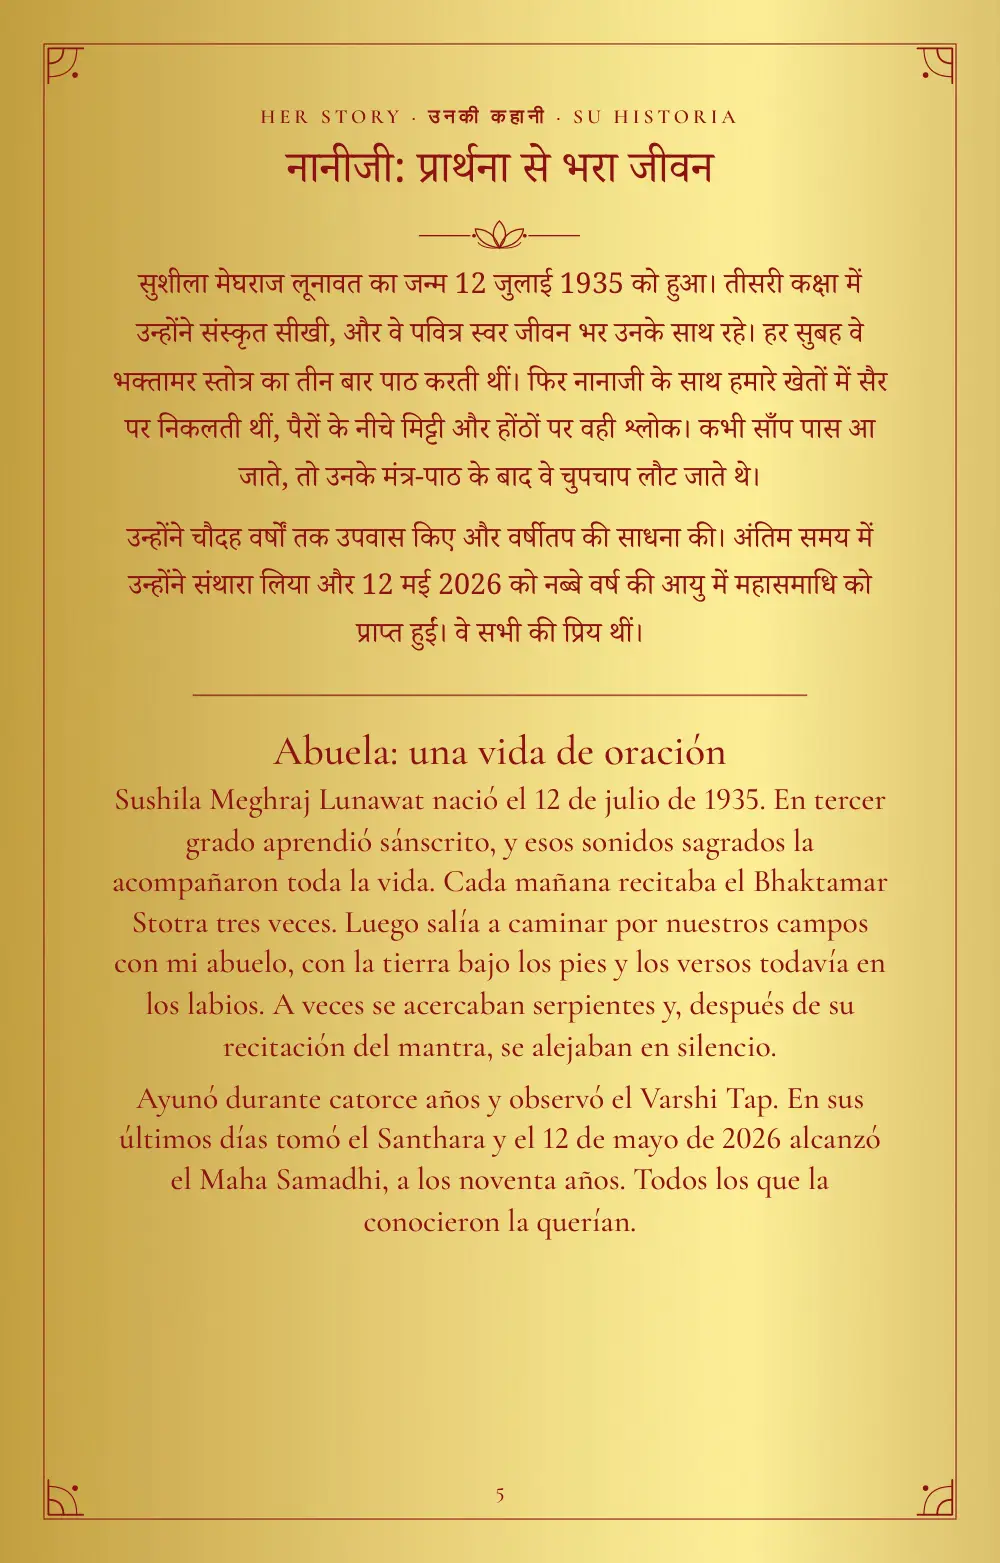 HER STORY · उनकी कहानी · SU HISTORIA
नानीजी: प्रार्थना से भरा जीवन
सुशीला मेघराज लूनावत का जन्म 12 जुलाई 1935 को हुआ। तीसरी कक्षा में
उन्होंने संस्कृत सीखी, और वे पवित्र स्वर जीवन भर उनके साथ रहे। हर सुबह वे
भक्तामर स्तोत्र का तीन बार पाठ करती थीं। फिर नानाजी के साथ हमारे खेतों में सैर
पर निकलती थीं, पैरों के नीचे मिट्टी और होंठों पर वही श्लोक। कभी साँप पास आ
जाते, तो उनके मंत्र-पाठ के बाद वे चुपचाप लौट जाते थे।
उन्होंने चौदह वर्षों तक उपवास किए और वर्षीतप की साधना की। अंतिम समय में
उन्होंने संथारा लिया और 12 मई 2026 को नब्बे वर्ष की आयु में महासमाधि को
प्राप्त हुईं। वे सभी की प्रिय थीं।
Abuela: una vida de oración
Sushila Meghraj Lunawat nació el 12 de julio de 1935. En tercer
grado aprendió sánscrito, y esos sonidos sagrados la
acompañaron toda la vida. Cada mañana recitaba el Bhaktamar
Stotra tres veces. Luego salía a caminar por nuestros campos
con mi abuelo, con la tierra bajo los pies y los versos todavía en
los labios. A veces se acercaban serpientes y, después de su
recitación del mantra, se alejaban en silencio.
Ayunó durante catorce años y observó el Varshi Tap. En sus
últimos días tomó el Santhara y el 12 de mayo de 2026 alcanzó
el Maha Samadhi, a los noventa años. Todos los que la
conocieron la querían.
5